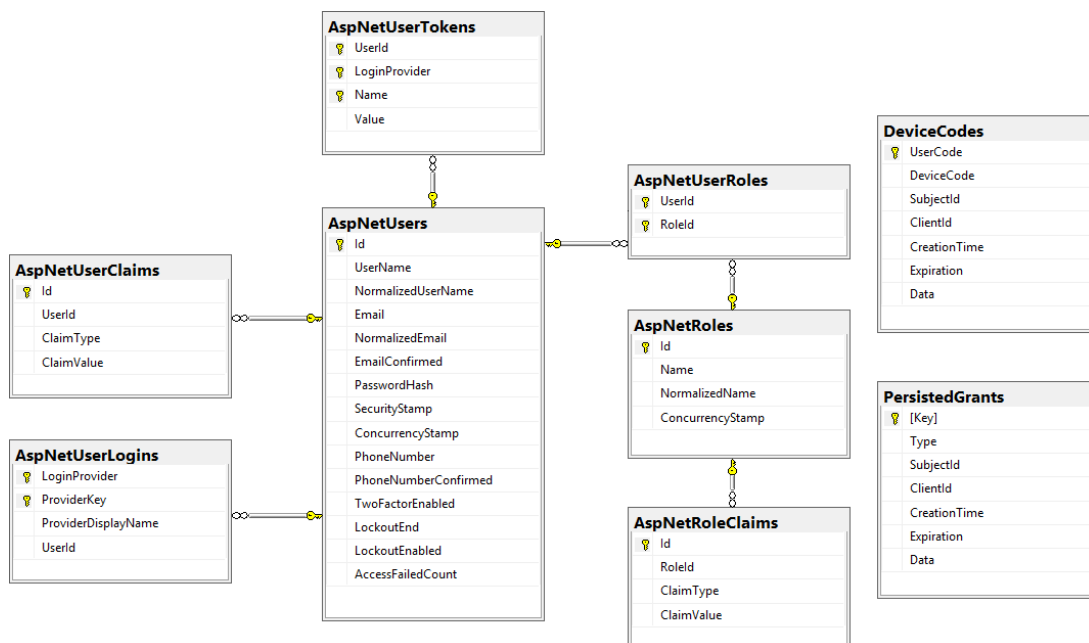 AspNetUserTokens
UserId
LoginProvider
Name
Value
AspNetUsers
Id
UserName
NormalizedUserName
Email
NormalizedEmail
EmailConfirmed
PasswordHash
SecurityStamp
ConcurrencyStamp
PhoneNumber
PhoneNumberConfirmed
TwoFactorEnabled
LockoutEnd
LockoutEnabled
AccessFailedCount
AspNetUserClaims
Id
UserId
ClaimType
ClaimValue
AspNetUserLogins
LoginProvider
ProviderKey
ProviderDisplayName
UserId
AspNetUserRoles
UserId
RoleId
AspNetRoles
Id
Name
NormalizedName
ConcurrencyStamp
AspNetRoleClaims
Id
RoleId
ClaimType
ClaimValue
DeviceCodes
UserCode
DeviceCode
SubjectId
ClientId
CreationTime
Expiration
Data
PersistedGrants
[Key]
Type
SubjectId
ClientId
CreationTime
Expiration
Data